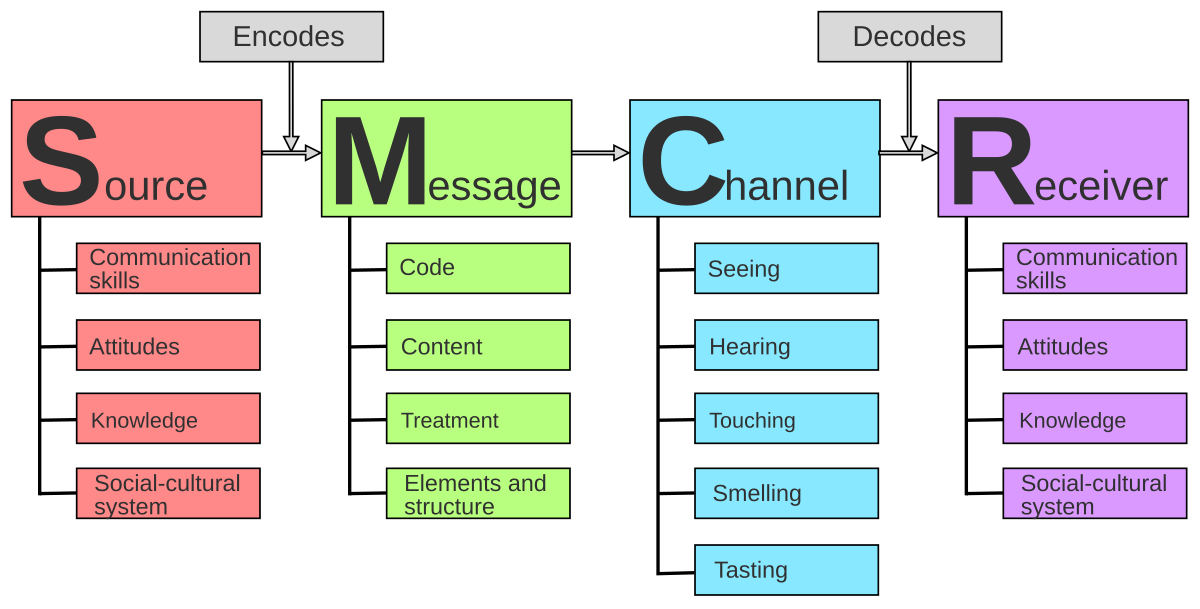 Encodes
Decodes
Source
Message
Channel
Receiver
Communication
skills
Attitudes
Knowledge
Social-cultural
system
Code
Content
Treatment
Elements and
structure
Seeing
Hearing
Touching
Smelling
Tasting
Communication
skills
Attitudes
Knowledge
Social-cultural
system